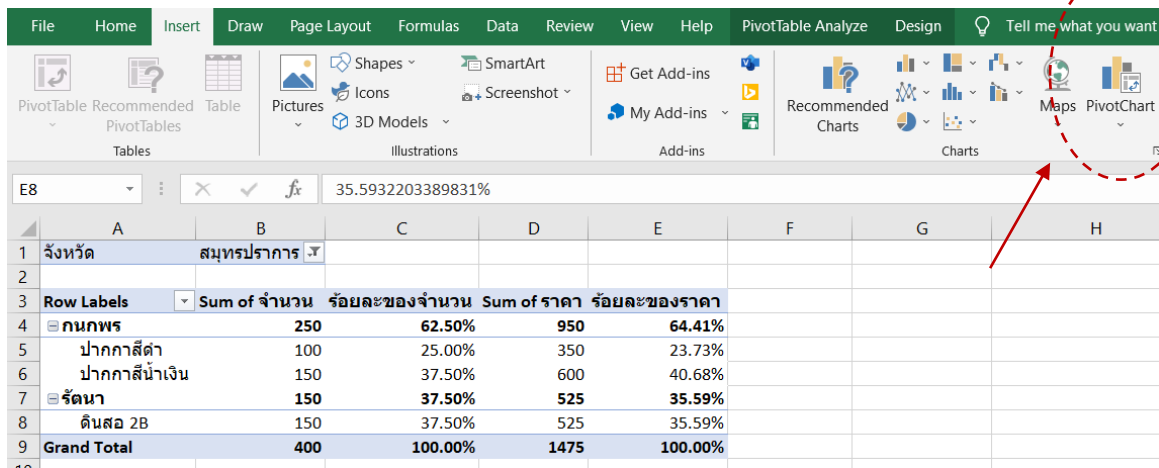 File Home Insert Draw Page Layout Formulas Data Review View Help PivotTable Analyze Design Tell me what you want
PivotTable Recommended PivotTables Table Pictures Shapes Icons 3D Models SmartArt Screenshot Get Add-ins My Add-ins Recommended Charts Maps PivotChart
Tables Illustrations Add-ins Charts
E8 fx 35.5932203389831%
A B C D E F G H
1 จังหวัด สมุทรปราการ
2
3 Row Labels Sum of จำนวน ร้อยละของจำนวน Sum of ราคา ร้อยละของราคา
4 กนกพร 250 62.50% 950 64.41%
5 ปากกาสีดำ 100 25.00% 350 23.73%
6 ปากกาสีน้ำเงิน 150 37.50% 600 40.68%
7 รัตนา 150 37.50% 525 35.59%
8 ดินสอ 2B 150 37.50% 525 35.59%
9 Grand Total 400 100.00% 1475 100.00%